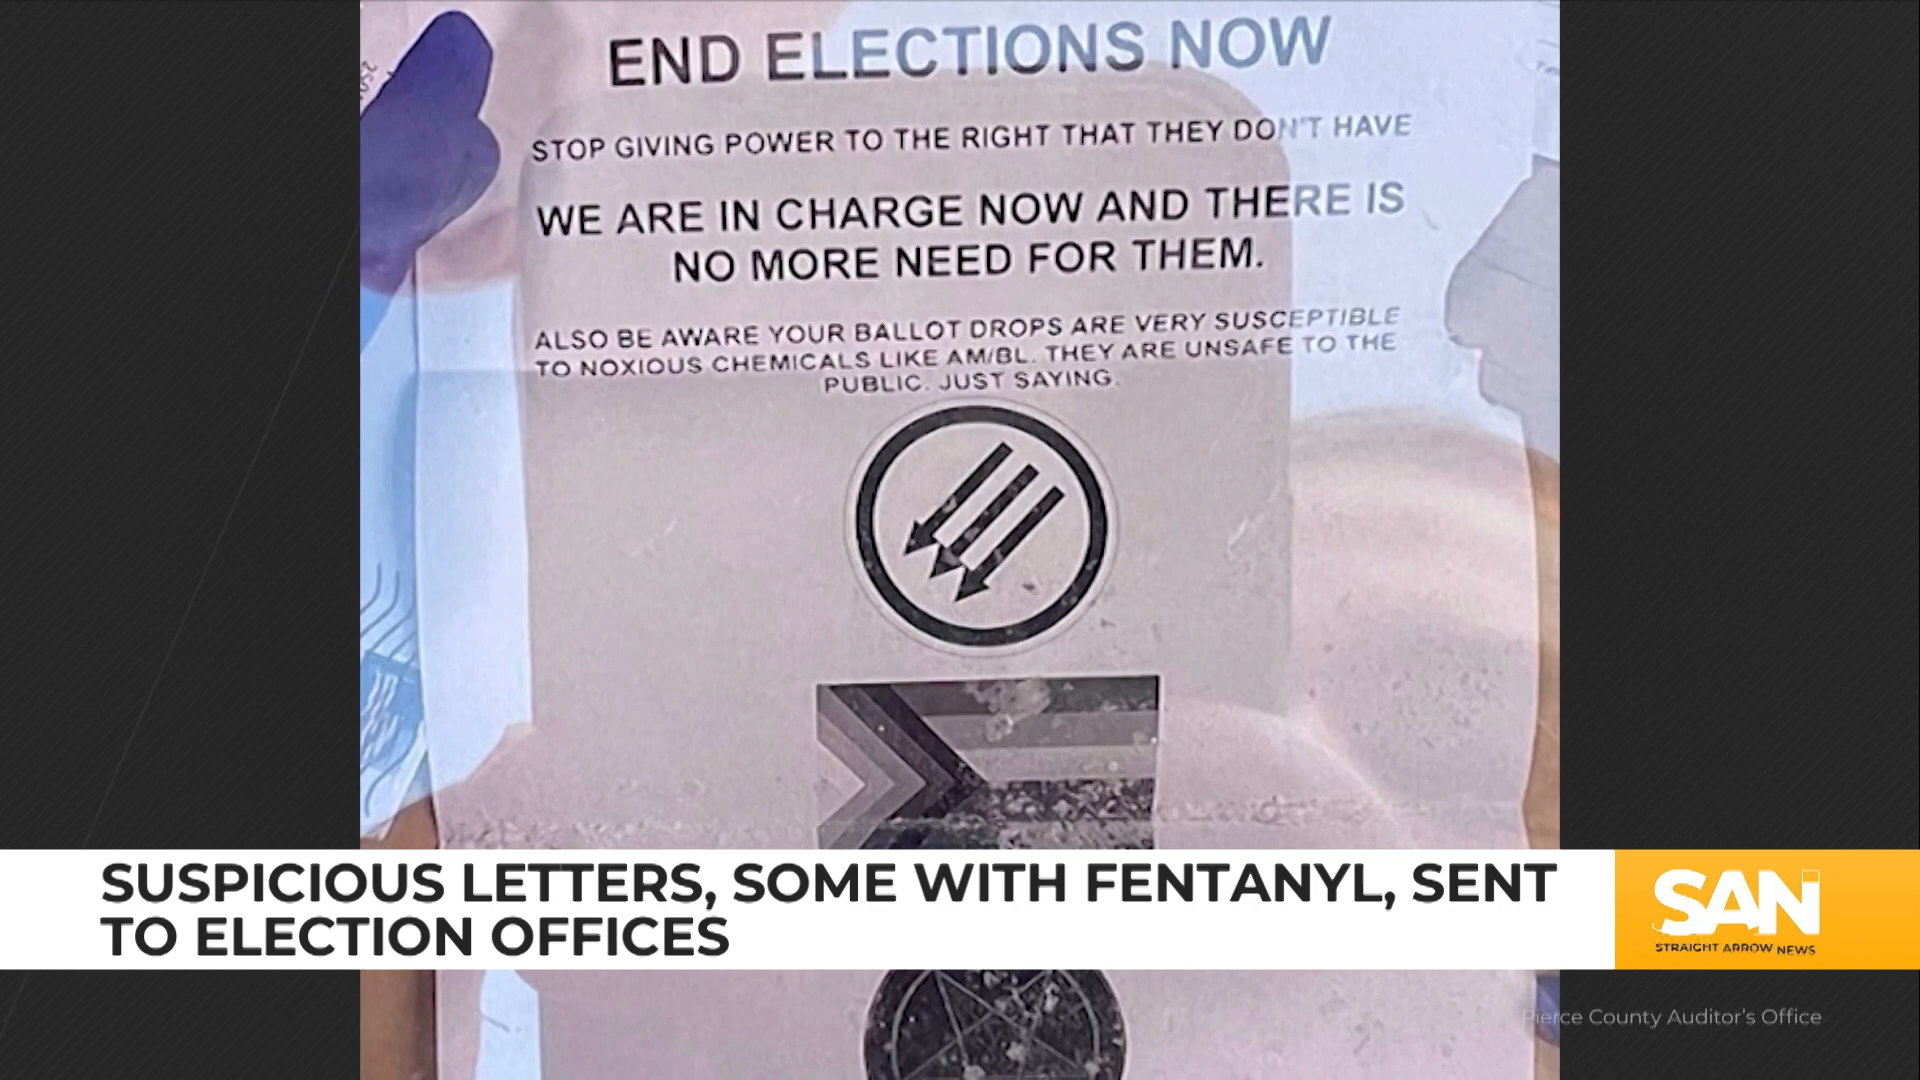 END ELECTIONS NOW
STOP GIVING POWER TO THE RIGHT THAT THEY DON'T HAVE
WE ARE IN CHARGE NOW AND THERE IS
NO MORE NEED FOR THEM.
ALSO BE AWARE YOUR BALLOT DROPS ARE VERY SUSCEPTIBLE
TO NOXIOUS CHEMICALS LIKE AM/BL. THEY ARE UNSAFE TO THE
PUBLIC. JUST SAYING.
SUSPICIOUS LETTERS, SOME WITH FENTANYL, SENT
TO ELECTION OFFICES
SAN
STRAIGHT ARROW NEWS
Pierce County Auditor's Office